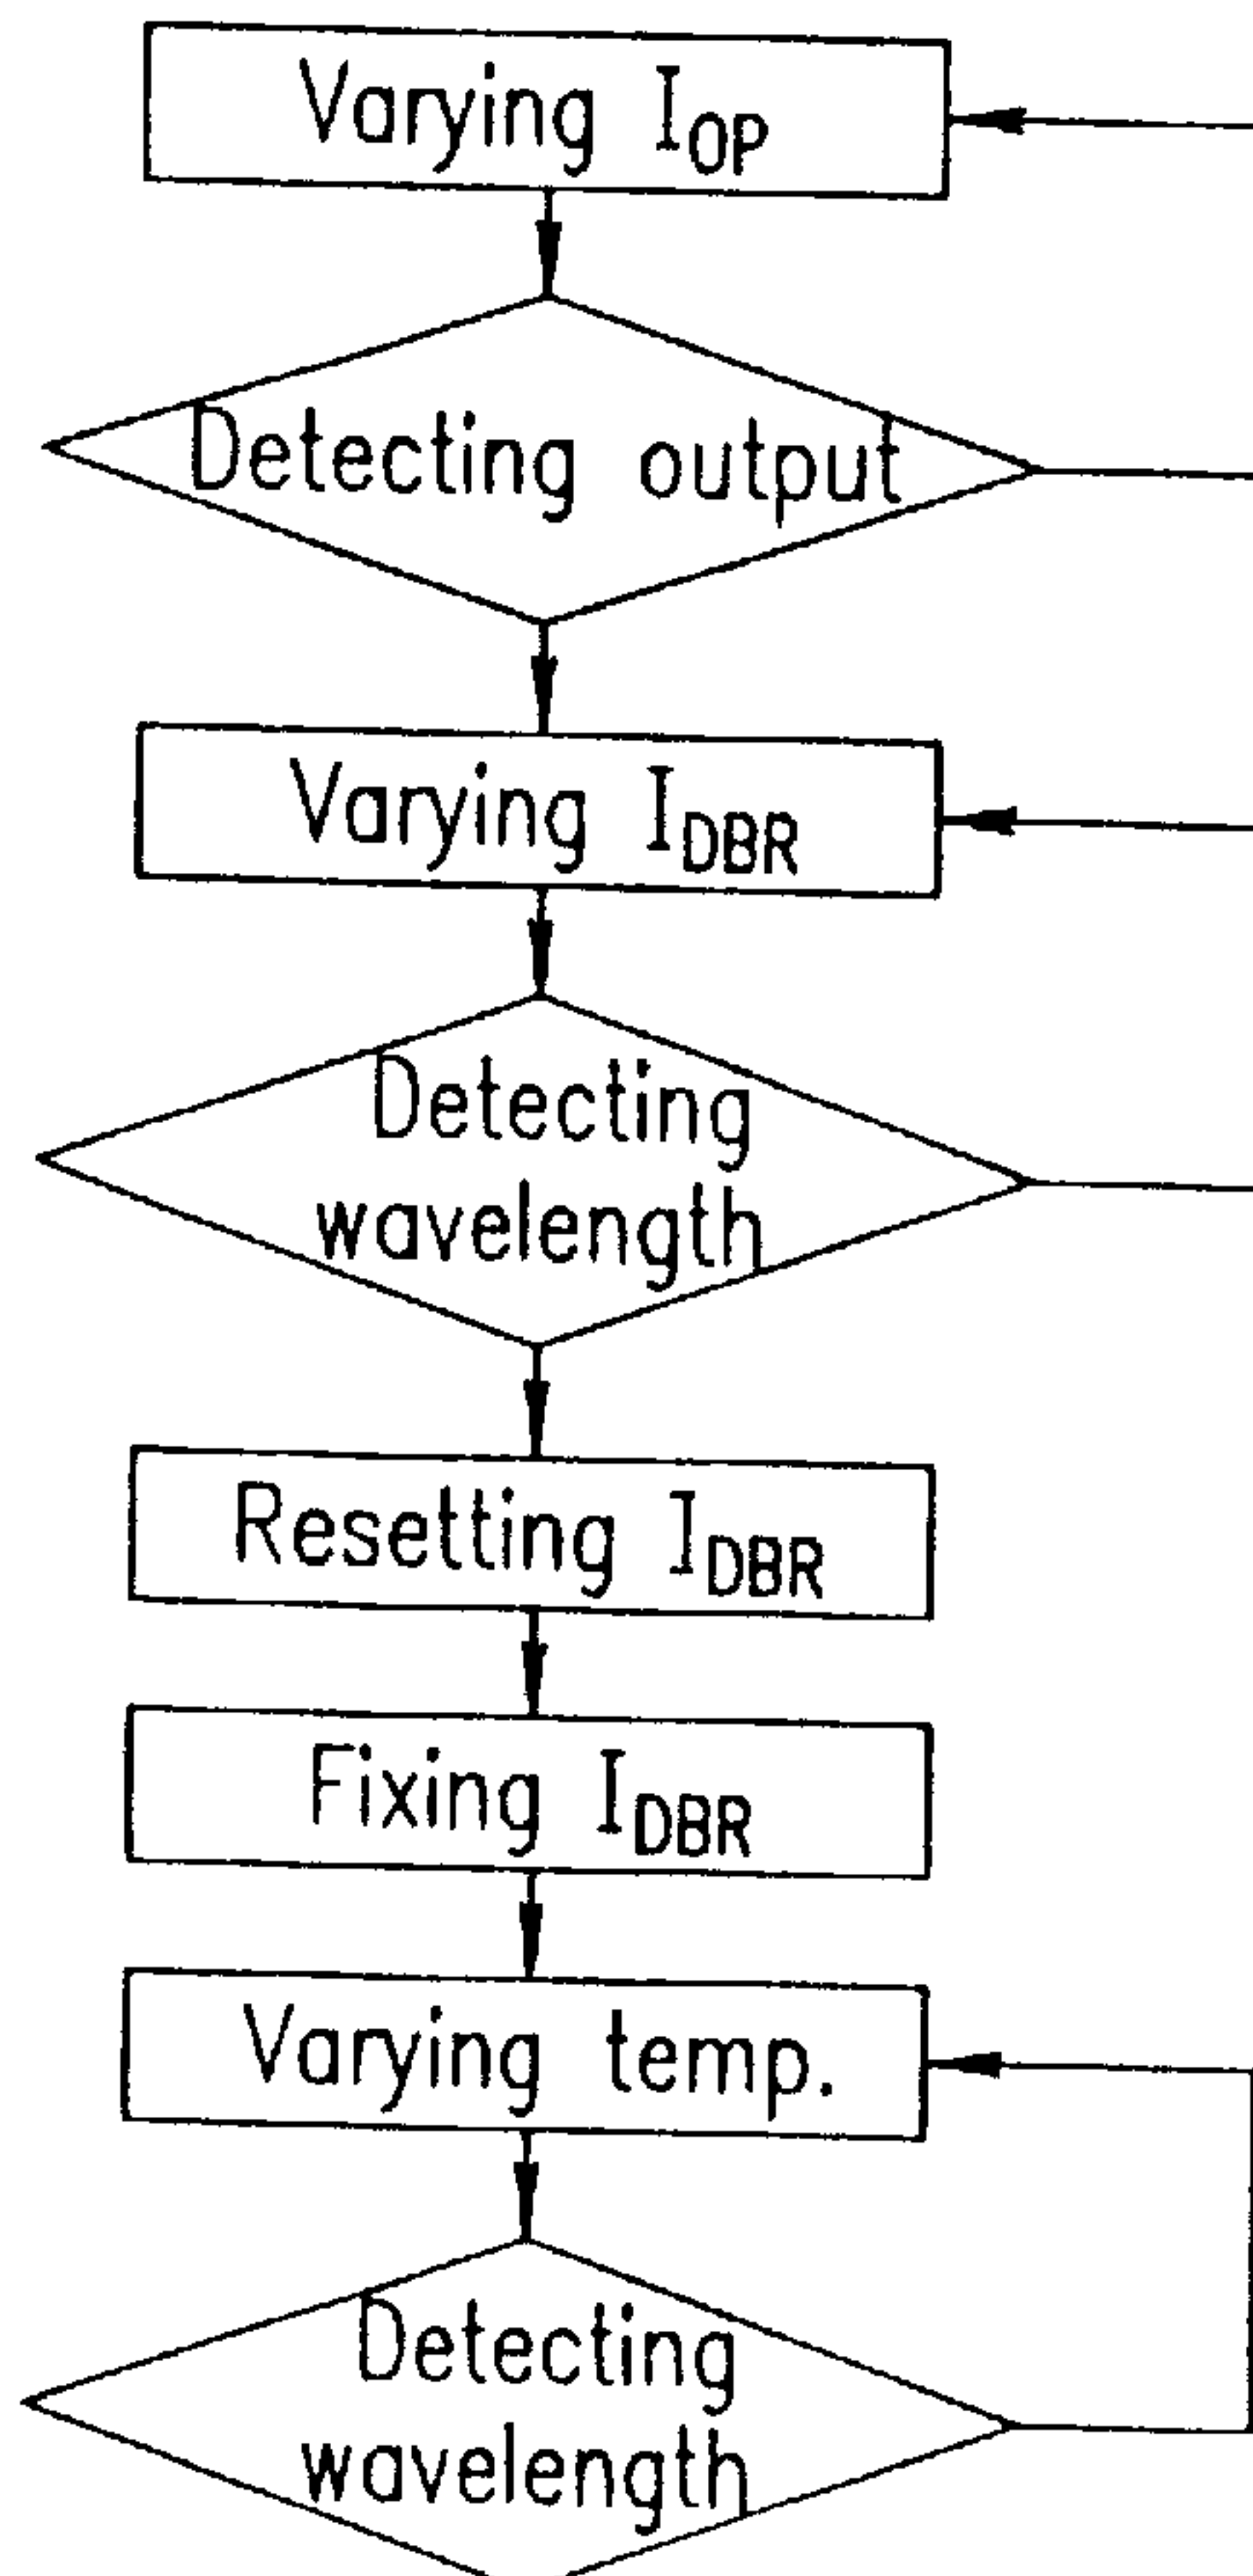 Varying I_OP
Detecting output
Varying I_DBR
Detecting
wavelength
Resetting I_DBR
Fixing I_DBR
Varying temp.
Detecting
wavelength